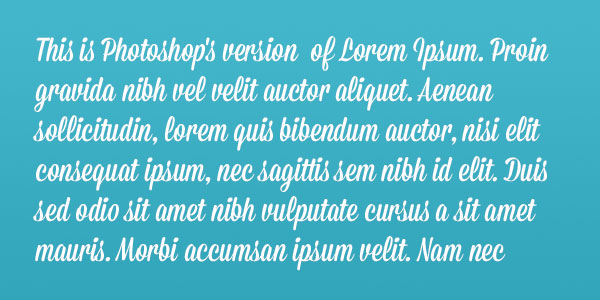 This is Photoshop's version  of Lorem Ipsum. Proin
gravida nibh vel velit auctor aliquet. Aenean
sollicitudin, lorem quis bibendum auctor, nisi elit
consequat ipsum, nec sagittis sem nibh id elit. Duis
sed odio sit amet nibh vulputate cursus a sit amet
mauris. Morbi accumsan ipsum velit. Nam nec